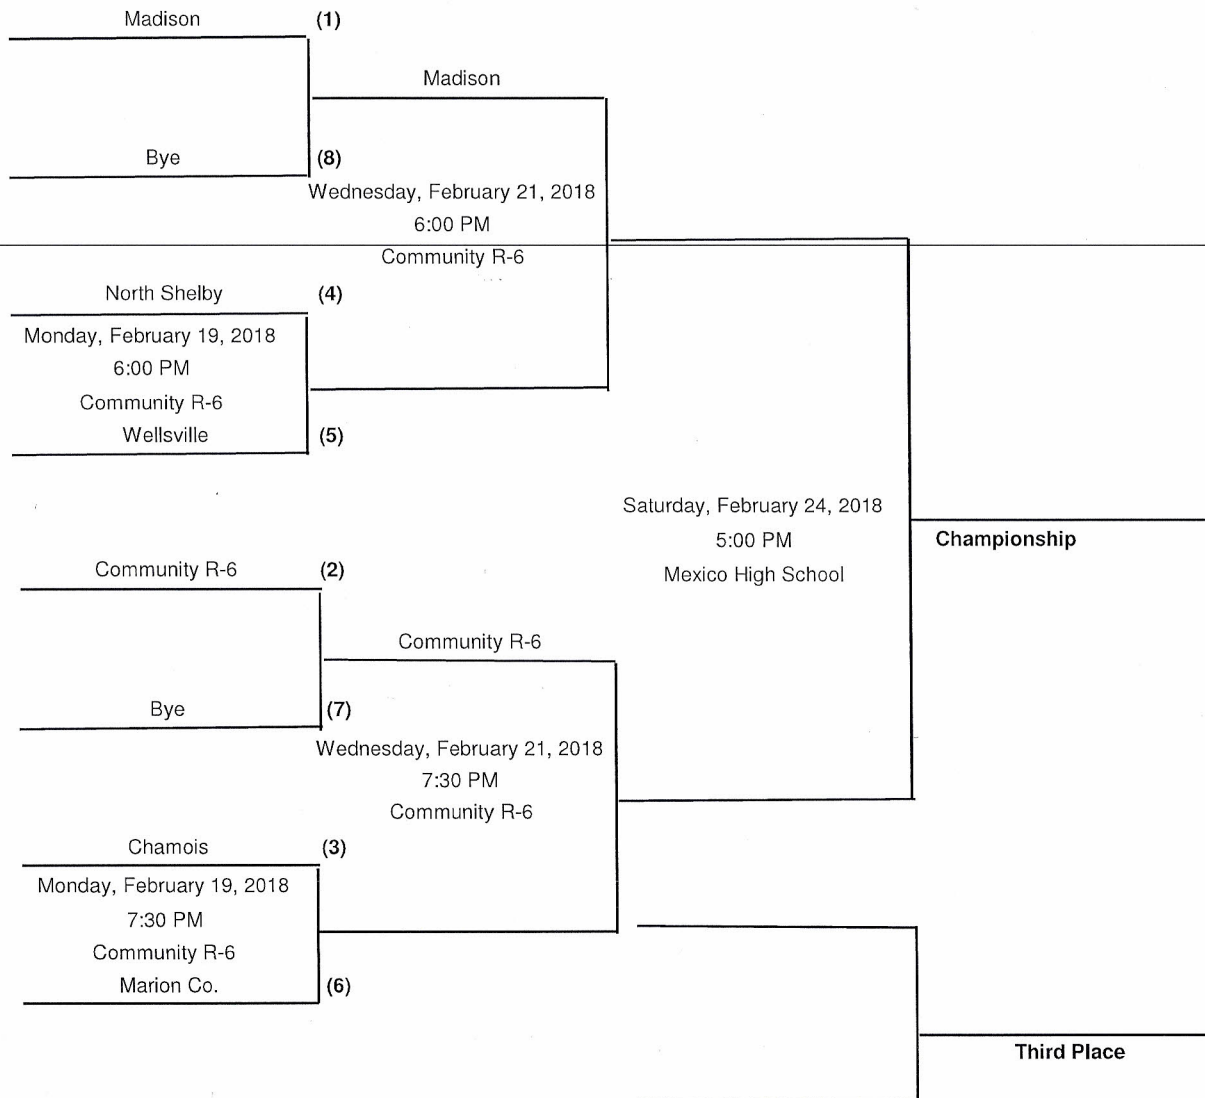 Madison (1)
Madison
Bye (8)
Wednesday, February 21, 2018
6:00 PM
Community R-6
North Shelby (4)
Monday, February 19, 2018
6:00 PM
Community R-6
Wellsville (5)
Saturday, February 24, 2018
5:00 PM
Mexico High School
Championship
Community R-6 (2)
Community R-6
Bye (7)
Wednesday, February 21, 2018
7:30 PM
Community R-6
Chamois (3)
Monday, February 19, 2018
7:30 PM
Community R-6
Marion Co. (6)
Third Place